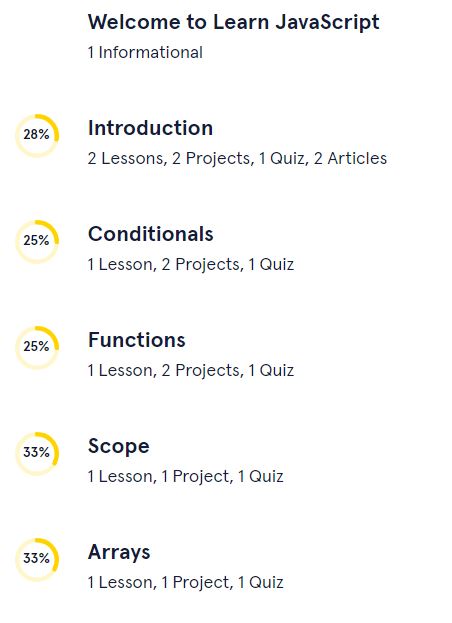 Welcome to Learn JavaScript
1 Informational
28%
Introduction
2 Lessons, 2 Projects, 1 Quiz, 2 Articles
25%
Conditionals
1 Lesson, 2 Projects, 1 Quiz
25%
Functions
1 Lesson, 2 Projects, 1 Quiz
33%
Scope
1 Lesson, 1 Project, 1 Quiz
33%
Arrays
1 Lesson, 1 Project, 1 Quiz